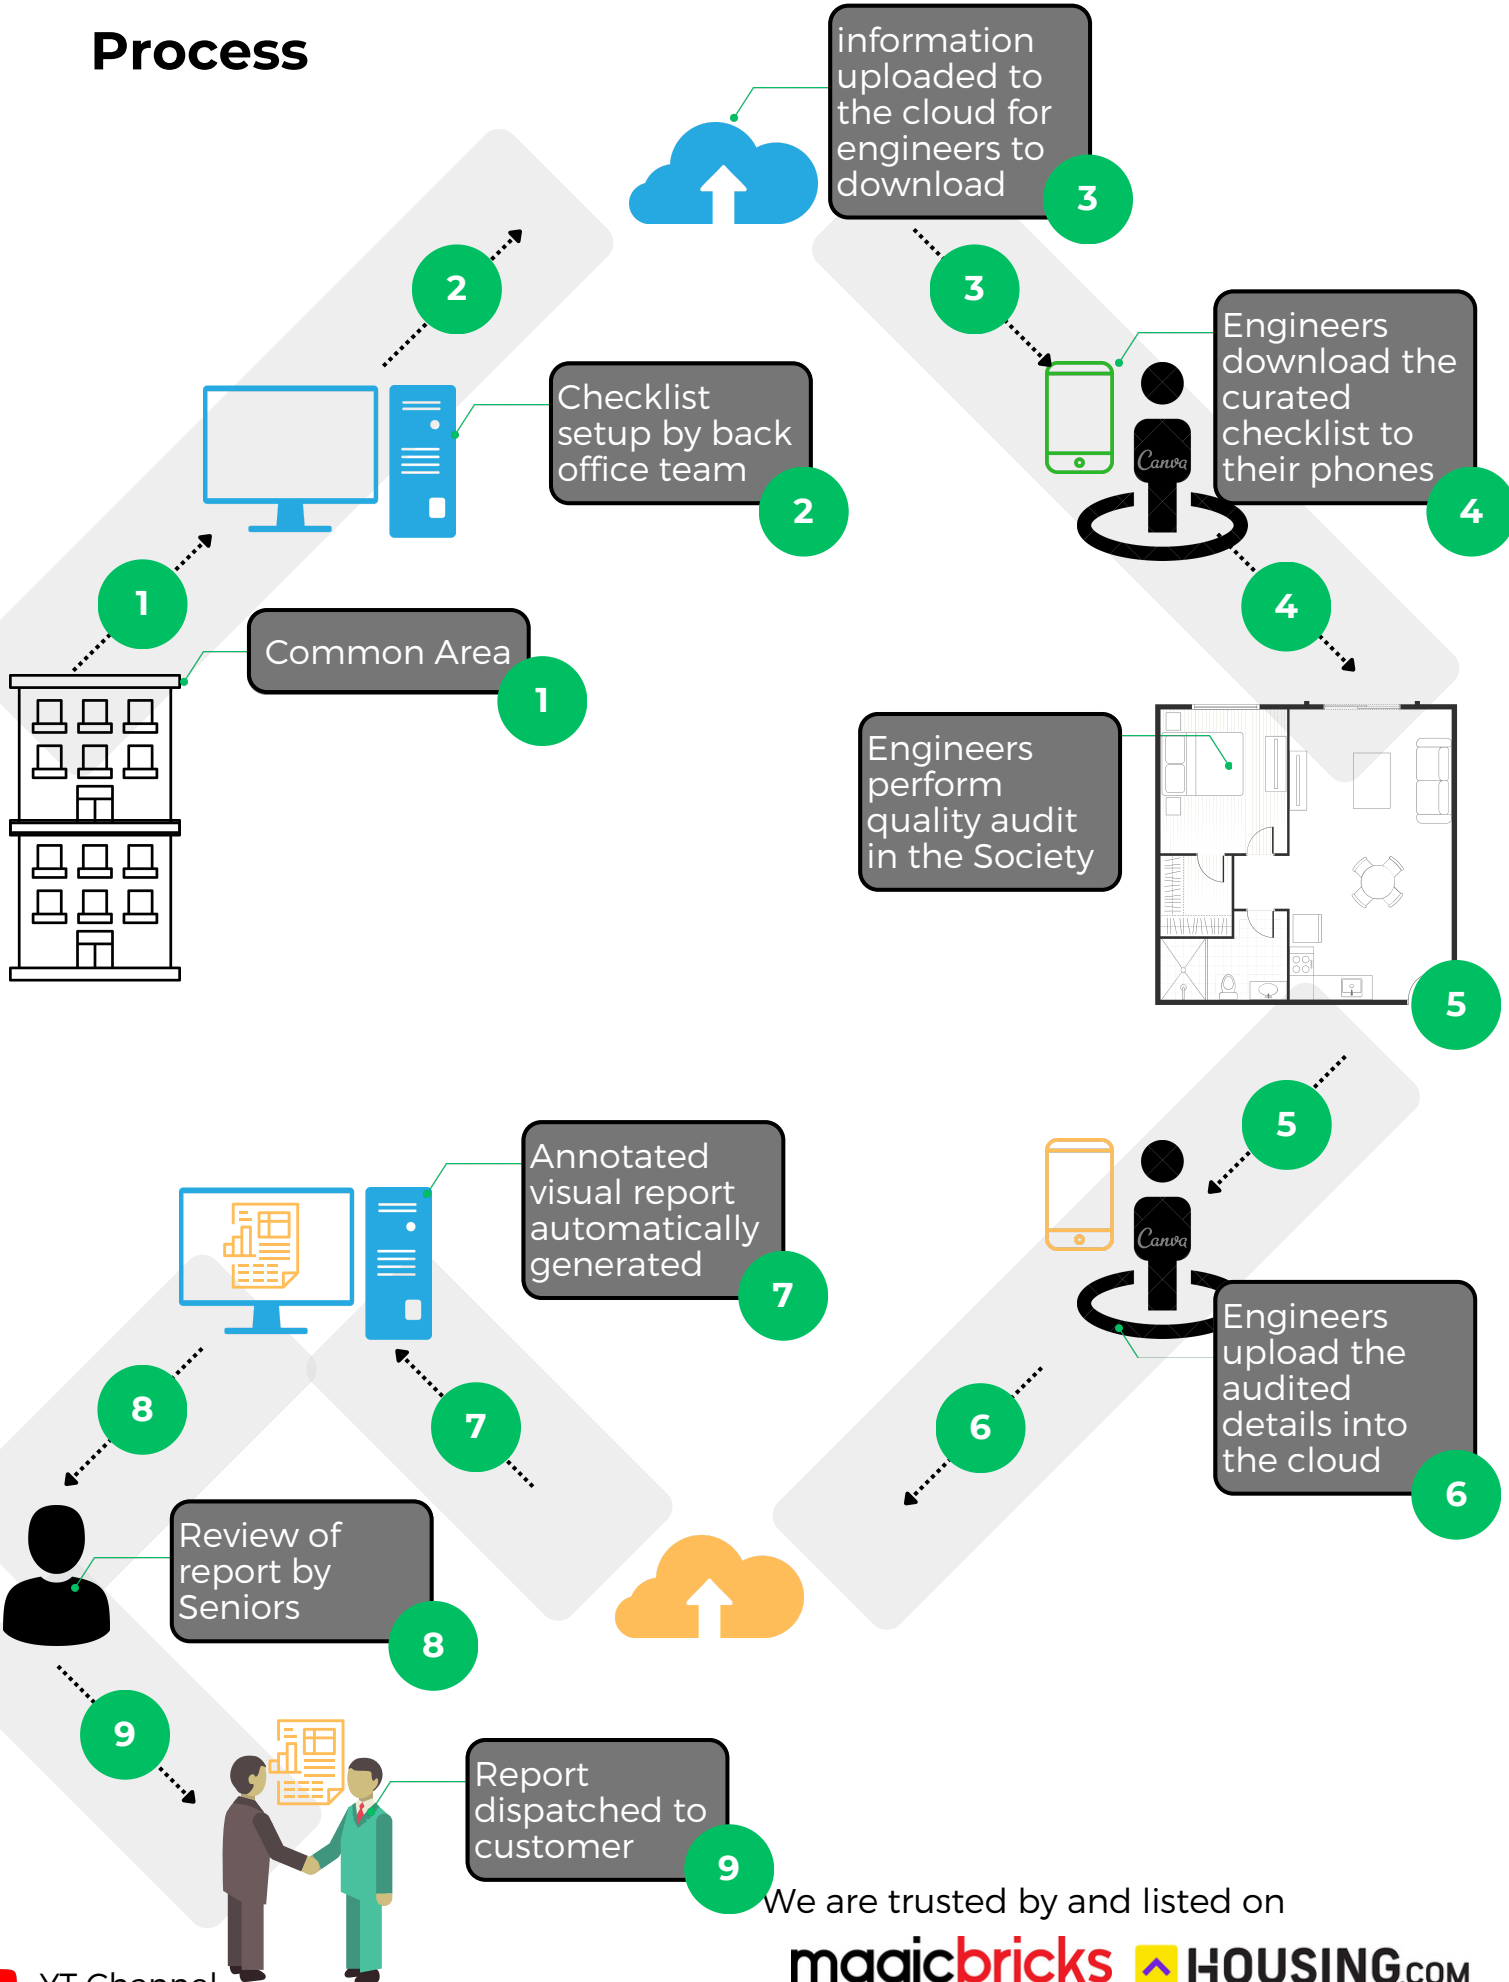 Process
information
uploaded to
the cloud for
engineers to
download
3
2
3
Engineers
download the
curated
checklist to
their phones
4
Checklist
setup by back
office team
2
Canva
1
4
Common Area
1
Engineers
perform
quality audit
in the Society
5
5
Annotated
visual report
automatically
generated
7
Canva
Engineers
upload the
audited
details into
the cloud
6
8
7
6
Review of
report by
Seniors
8
9
Report
dispatched to
customer
9
We are trusted by and listed on
magicbricks
HOUSING.COM
YT Channel